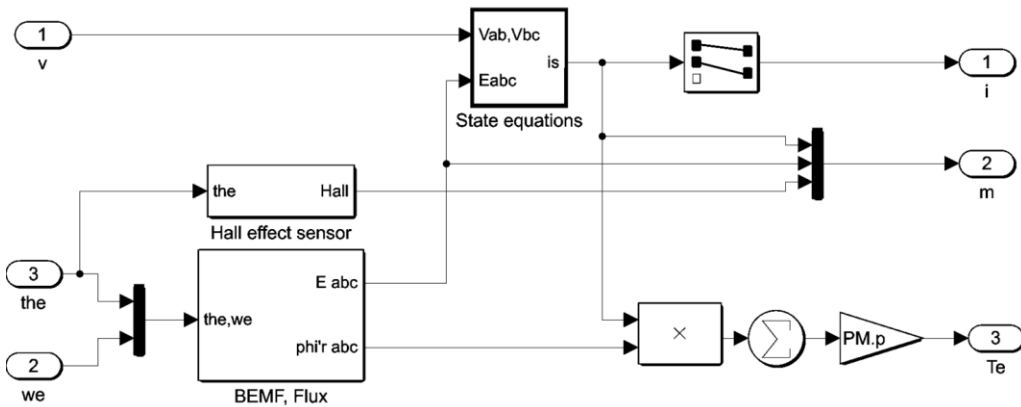 1
v
Vab,Vbc
is
Eabc
State equations
1
i
the
Hall
Hall effect sensor
2
m
3
the
E abc
the,we
phi'r abc
BEMF, Flux
2
we
×
Σ
PM.p
3
Te